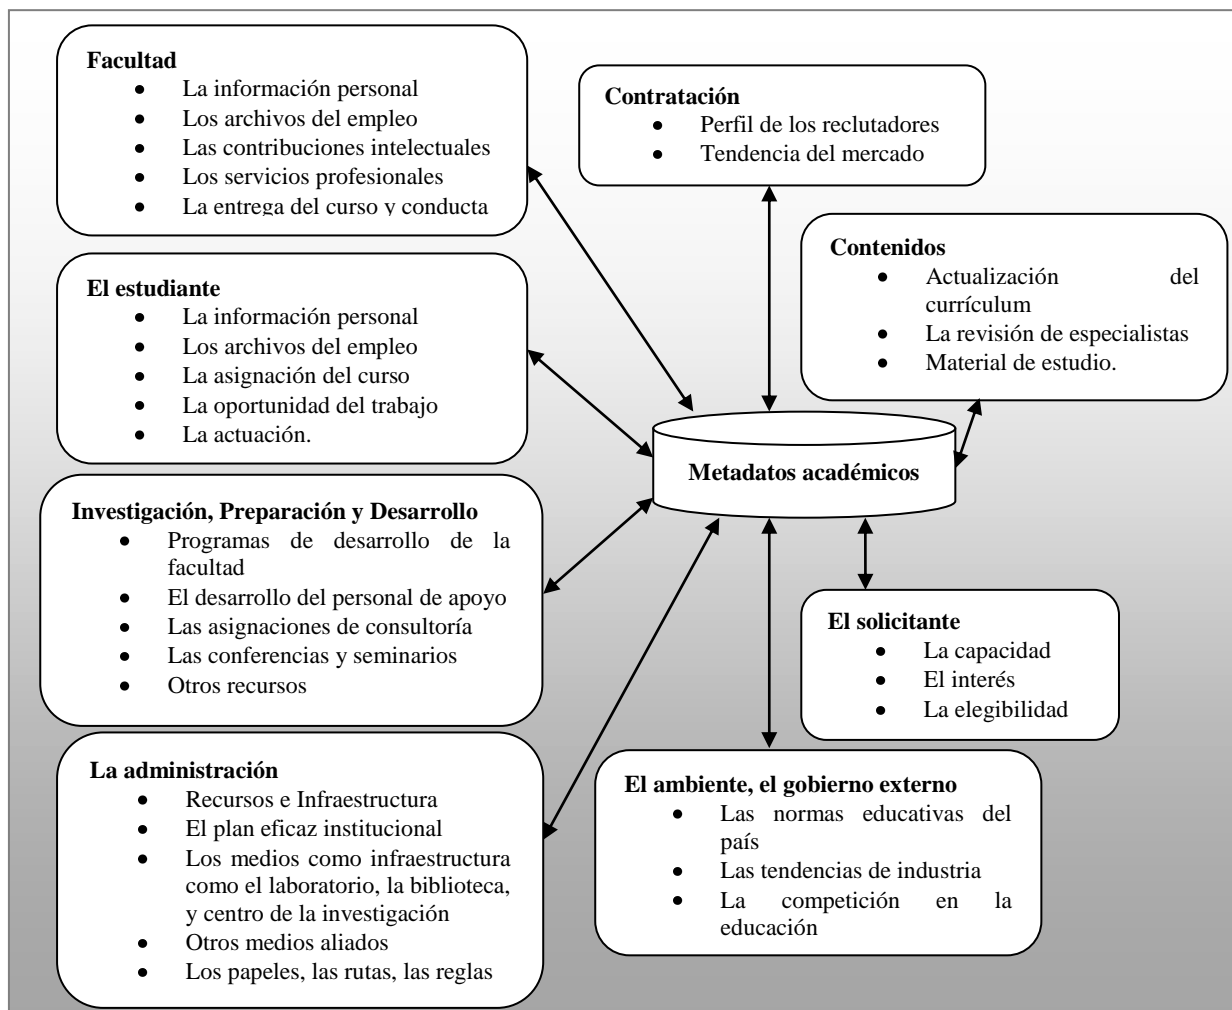 Facultad
• La información personal
• Los archivos del empleo
• Las contribuciones intelectuales
• Los servicios profesionales
• La entrega del curso y conducta
El estudiante
• La información personal
• Los archivos del empleo
• La asignación del curso
• La oportunidad del trabajo
• La actuación.
Investigación, Preparación y Desarrollo
• Programas de desarrollo de la
facultad
• El desarrollo del personal de apoyo
• Las asignaciones de consultoría
• Las conferencias y seminarios
• Otros recursos
La administración
• Recursos e Infraestructura
• El plan eficaz institucional
• Los medios como infraestructura
como el laboratorio, la biblioteca,
y centro de la investigación
• Otros medios aliados
• Los papeles, las rutas, las reglas
Contratación
• Perfil de los reclutadores
• Tendencia del mercado
Contenidos
• Actualización del
currículum
• La revisión de especialistas
• Material de estudio.
Metadatos académicos
El solicitante
• La capacidad
• El interés
• La elegibilidad
El ambiente, el gobierno externo
• Las normas educativas del
país
• Las tendencias de industria
• La competición en la
educación